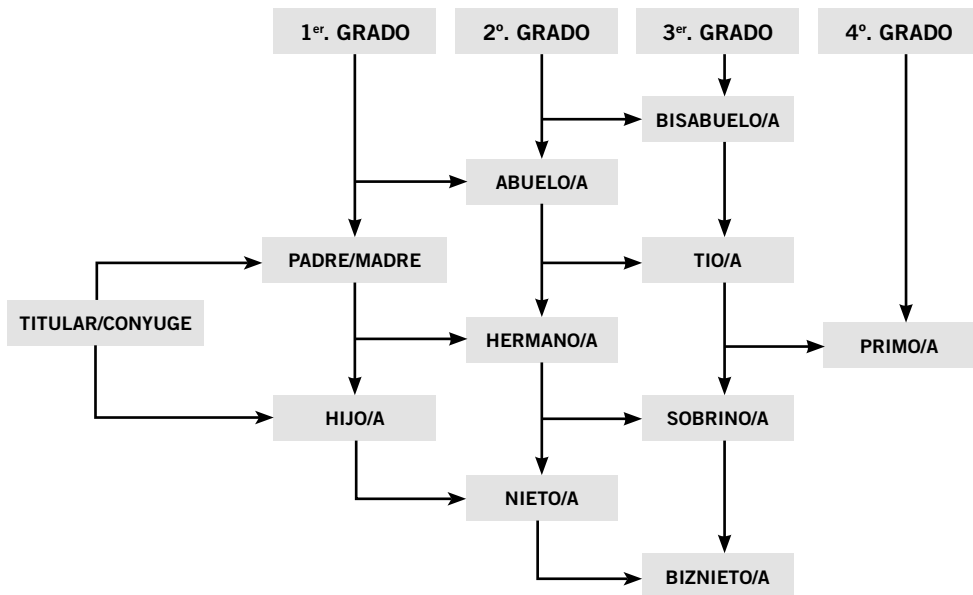 1er. GRADO
2º. GRADO
3er. GRADO
4º. GRADO
BISABUELO/A
ABUELO/A
PADRE/MADRE
TIO/A
TITULAR/CONYUGE
HERMANO/A
PRIMO/A
HIJO/A
SOBRINO/A
NIETO/A
BIZNIETO/A